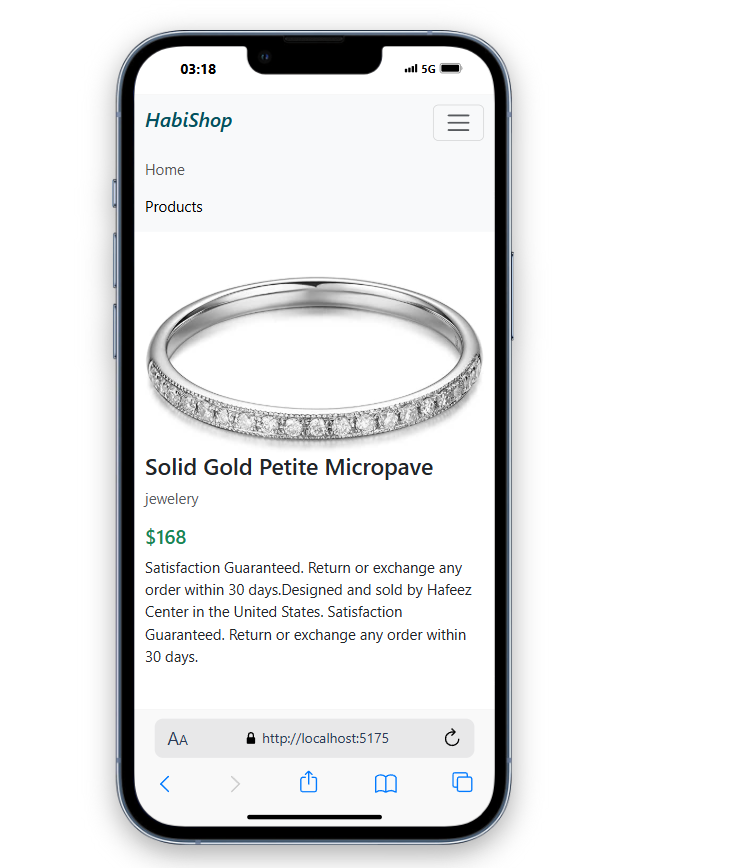 03:18
5G
HabiShop
Home
Products
Solid Gold Petite Micropave
jewelery
$168
Satisfaction Guaranteed. Return or exchange any
order within 30 days.Designed and sold by Hafeez
Center in the United States. Satisfaction
Guaranteed. Return or exchange any order within
30 days.
AA http://localhost:5175